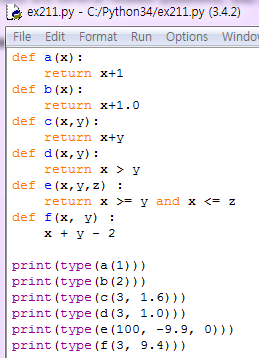 ex211.py - C:/Python34/ex211.py (3.4.2)
File Edit Format Run Options Window
def a(x):
    return x+1
def b(x):
    return x+1.0
def c(x,y):
    return x+y
def d(x,y):
    return x > y
def e(x,y,z) :
    return x >= y and x <= z
def f(x, y) :
    x + y - 2

print(type(a(1)))
print(type(b(2)))
print(type(c(3, 1.6)))
print(type(d(3, 1.0)))
print(type(e(100, -9.9, 0)))
print(type(f(3, 9.4)))